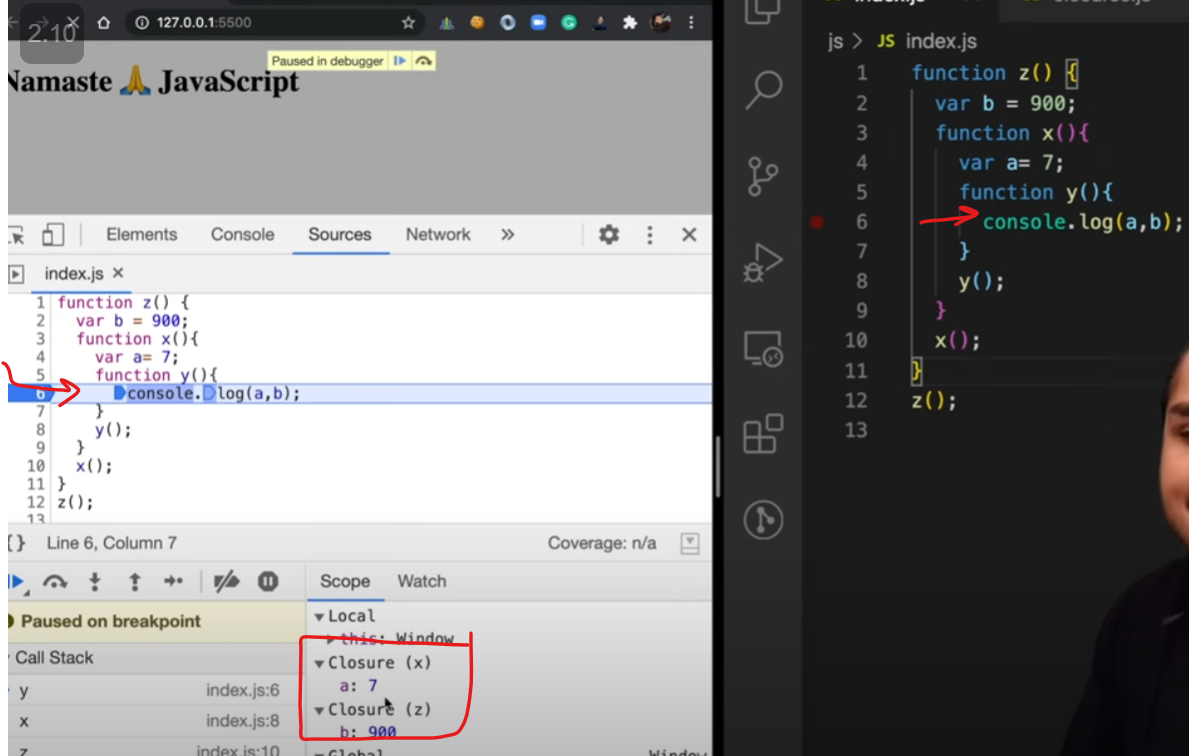 2.10
127.0.0.1:5500
Paused in debugger
Namaste 🙏 JavaScript
Elements Console Sources Network »
index.js ×
1 function z() {
2 var b = 900;
3 function x(){
4 var a= 7;
5 function y(){
6 console.log(a,b);
7 }
8 y();
9 }
10 x();
11 }
12 z();
13
{} Line 6, Column 7 Coverage: n/a
Scope Watch
Paused on breakpoint
Call Stack
y index.js:6
x index.js:8
z index.js:10
▼Local
▶this: Window
▼Closure (x)
a: 7
▼Closure (z)
b: 900
▼Global Window
js > JS index.js
1 function z() {
2 var b = 900;
3 function x(){
4 var a= 7;
5 function y(){
6 console.log(a,b);
7 }
8 y();
9 }
10 x();
11 }
12 z();
13